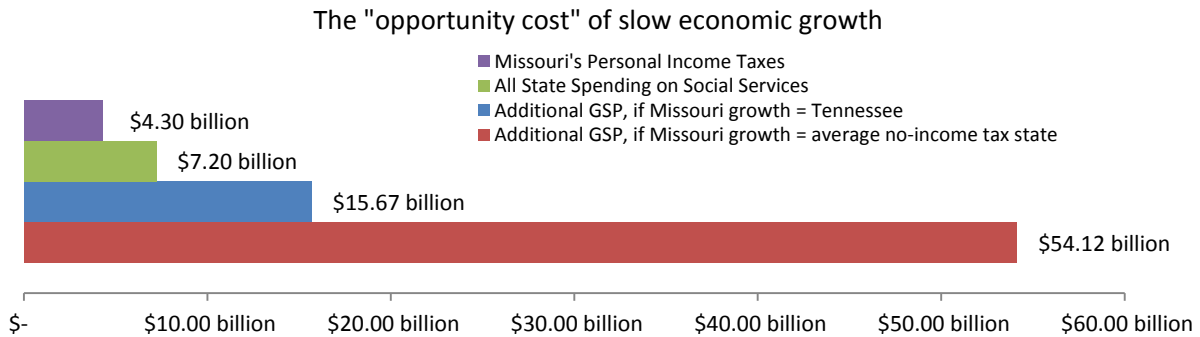 The "opportunity cost" of slow economic growth
Missouri's Personal Income Taxes
All State Spending on Social Services
Additional GSP, if Missouri growth = Tennessee
Additional GSP, if Missouri growth = average no-income tax state
$4.30 billion
$7.20 billion
$15.67 billion
$54.12 billion
$- $10.00 billion $20.00 billion $30.00 billion $40.00 billion $50.00 billion $60.00 billion